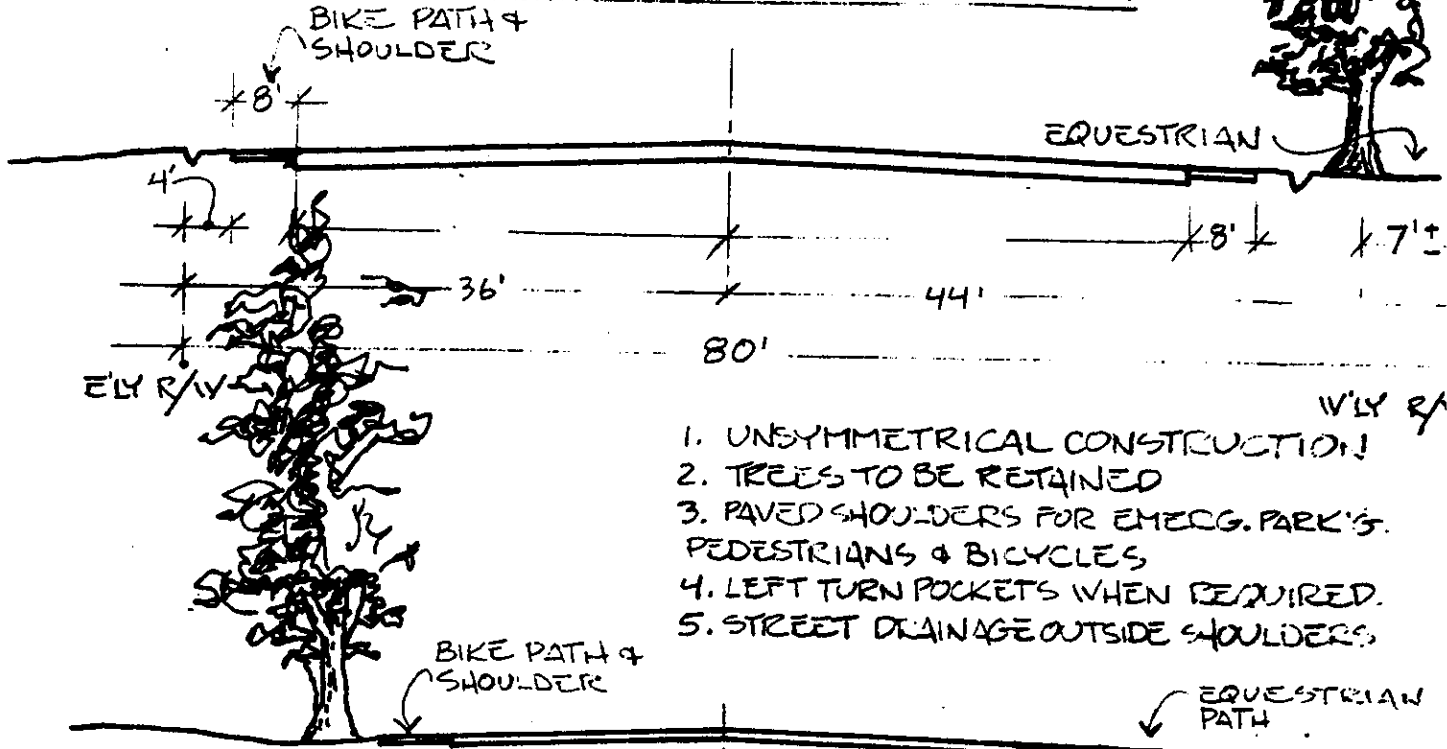 BIKE PATH &
SHOULDER
8'
EQUESTRIAN
4'
8'
7'±
36'
44'
80'
E'LY R/W
W'LY
1. UNSYMMETRICAL CONSTRUCTION
2. TREES TO BE RETAINED
3. PAVED SHOULDERS FOR EMERG. PARK'G.
PEDESTRIANS & BICYCLES
4. LEFT TURN POCKETS WHEN REQUIRED.
5. STREET DRAINAGE OUTSIDE SHOULDERS
BIKE PATH &
SHOULDER
EQUESTRIAN
PATH